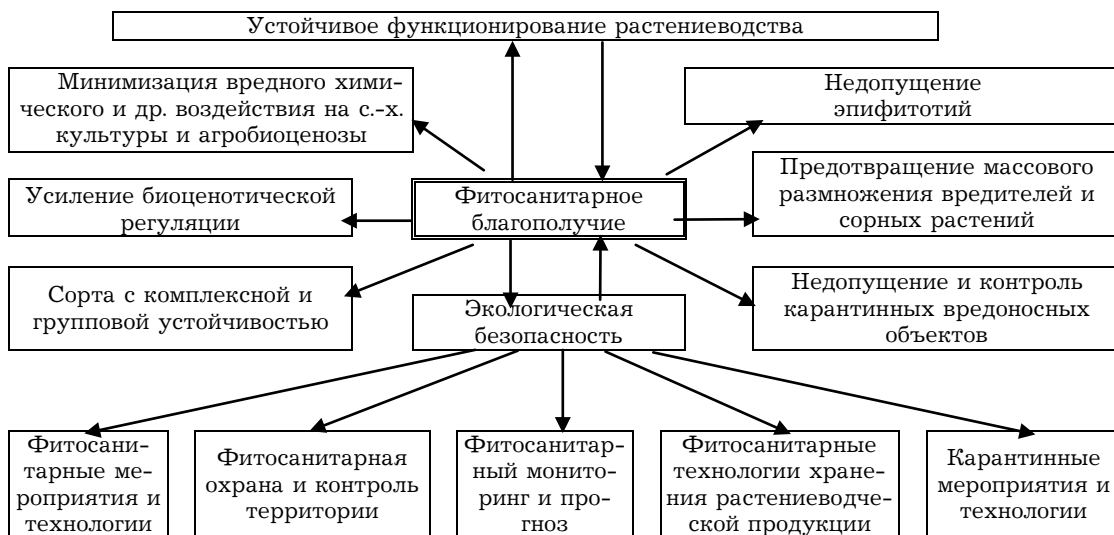 Устойчивое функционирование растениеводства
Минимизация вредного хими-
ческого и др. воздействия на с.-х.
культуры и агробиоценозы
Недопущение
эпифитотий
Усиление биоценотической
регуляции
Фитосанитарное
благополучие
Предотвращение массового
размножения вредителей и
сорных растений
Сорта с комплексной и
групповой устойчивостью
Экологическая
безопасность
Недопущение и контроль
карантинных вредоносных
объектов
Фитосани-
тарные ме-
роприятия и
технологии
Фитосанитарная
охрана и контроль
территории
Фитосанитар-
ный монито-
ринг и про-
гноз
Фитосанитарные
технологии хране-
ния растениеводче-
ской продукции
Карантинные
мероприятия и
технологии